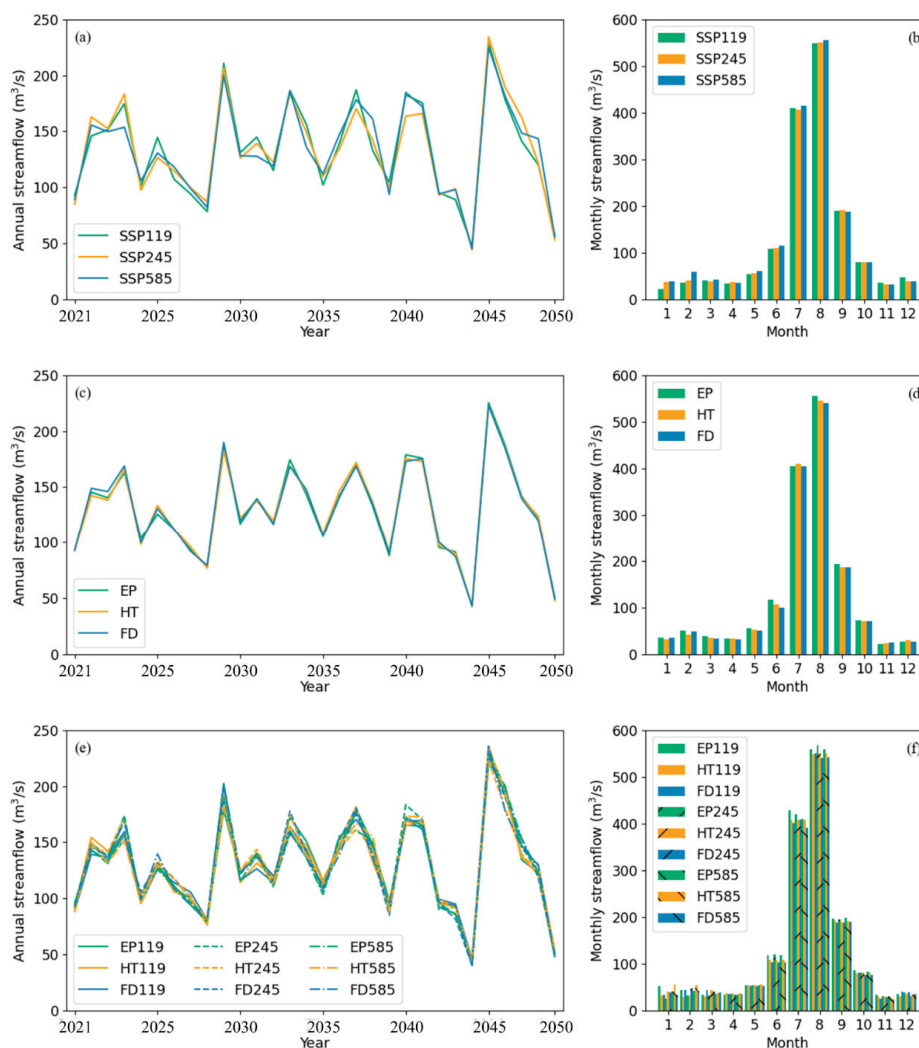 (a)
Annual streamflow (m³/s)
250
200
150
100
50
0
SSP119
SSP245
SSP585
2021 2025 2030 2035 2040 2045 2050
Year
(b)
Monthly streamflow (m³/s)
600
500
400
300
200
100
0
SSP119
SSP245
SSP585
1 2 3 4 5 6 7 8 9 10 11 12
Month
(c)
Annual streamflow (m³/s)
250
200
150
100
50
0
EP
HT
FD
2021 2025 2030 2035 2040 2045 2050
Year
(d)
Monthly streamflow (m³/s)
600
500
400
300
200
100
0
EP
HT
FD
1 2 3 4 5 6 7 8 9 10 11 12
Month
(e)
Annual streamflow (m³/s)
250
200
150
100
50
0
EP119 EP245 EP585
HT119 HT245 HT585
FD119 FD245 FD585
2021 2025 2030 2035 2040 2045 2050
Year
(f)
Monthly streamflow (m³/s)
600
500
400
300
200
100
0
EP119
HT119
FD119
EP245
HT245
FD245
EP585
HT585
FD585
1 2 3 4 5 6 7 8 9 10 11 12
Month